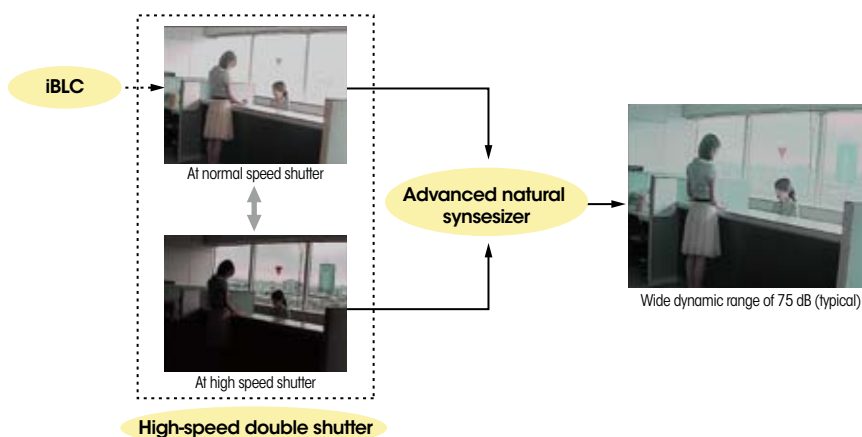 iBLC
At normal speed shutter
At high speed shutter
High-speed double shutter
Advanced natural
synsesizer
Wide dynamic range of 75 dB (typical)